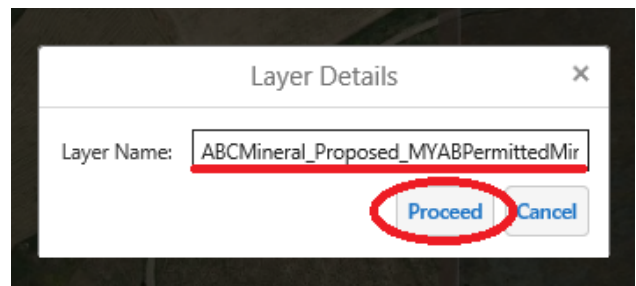 Layer Details ×
Layer Name: ABCMineral_Proposed_MYABPermittedMir
Proceed Cancel